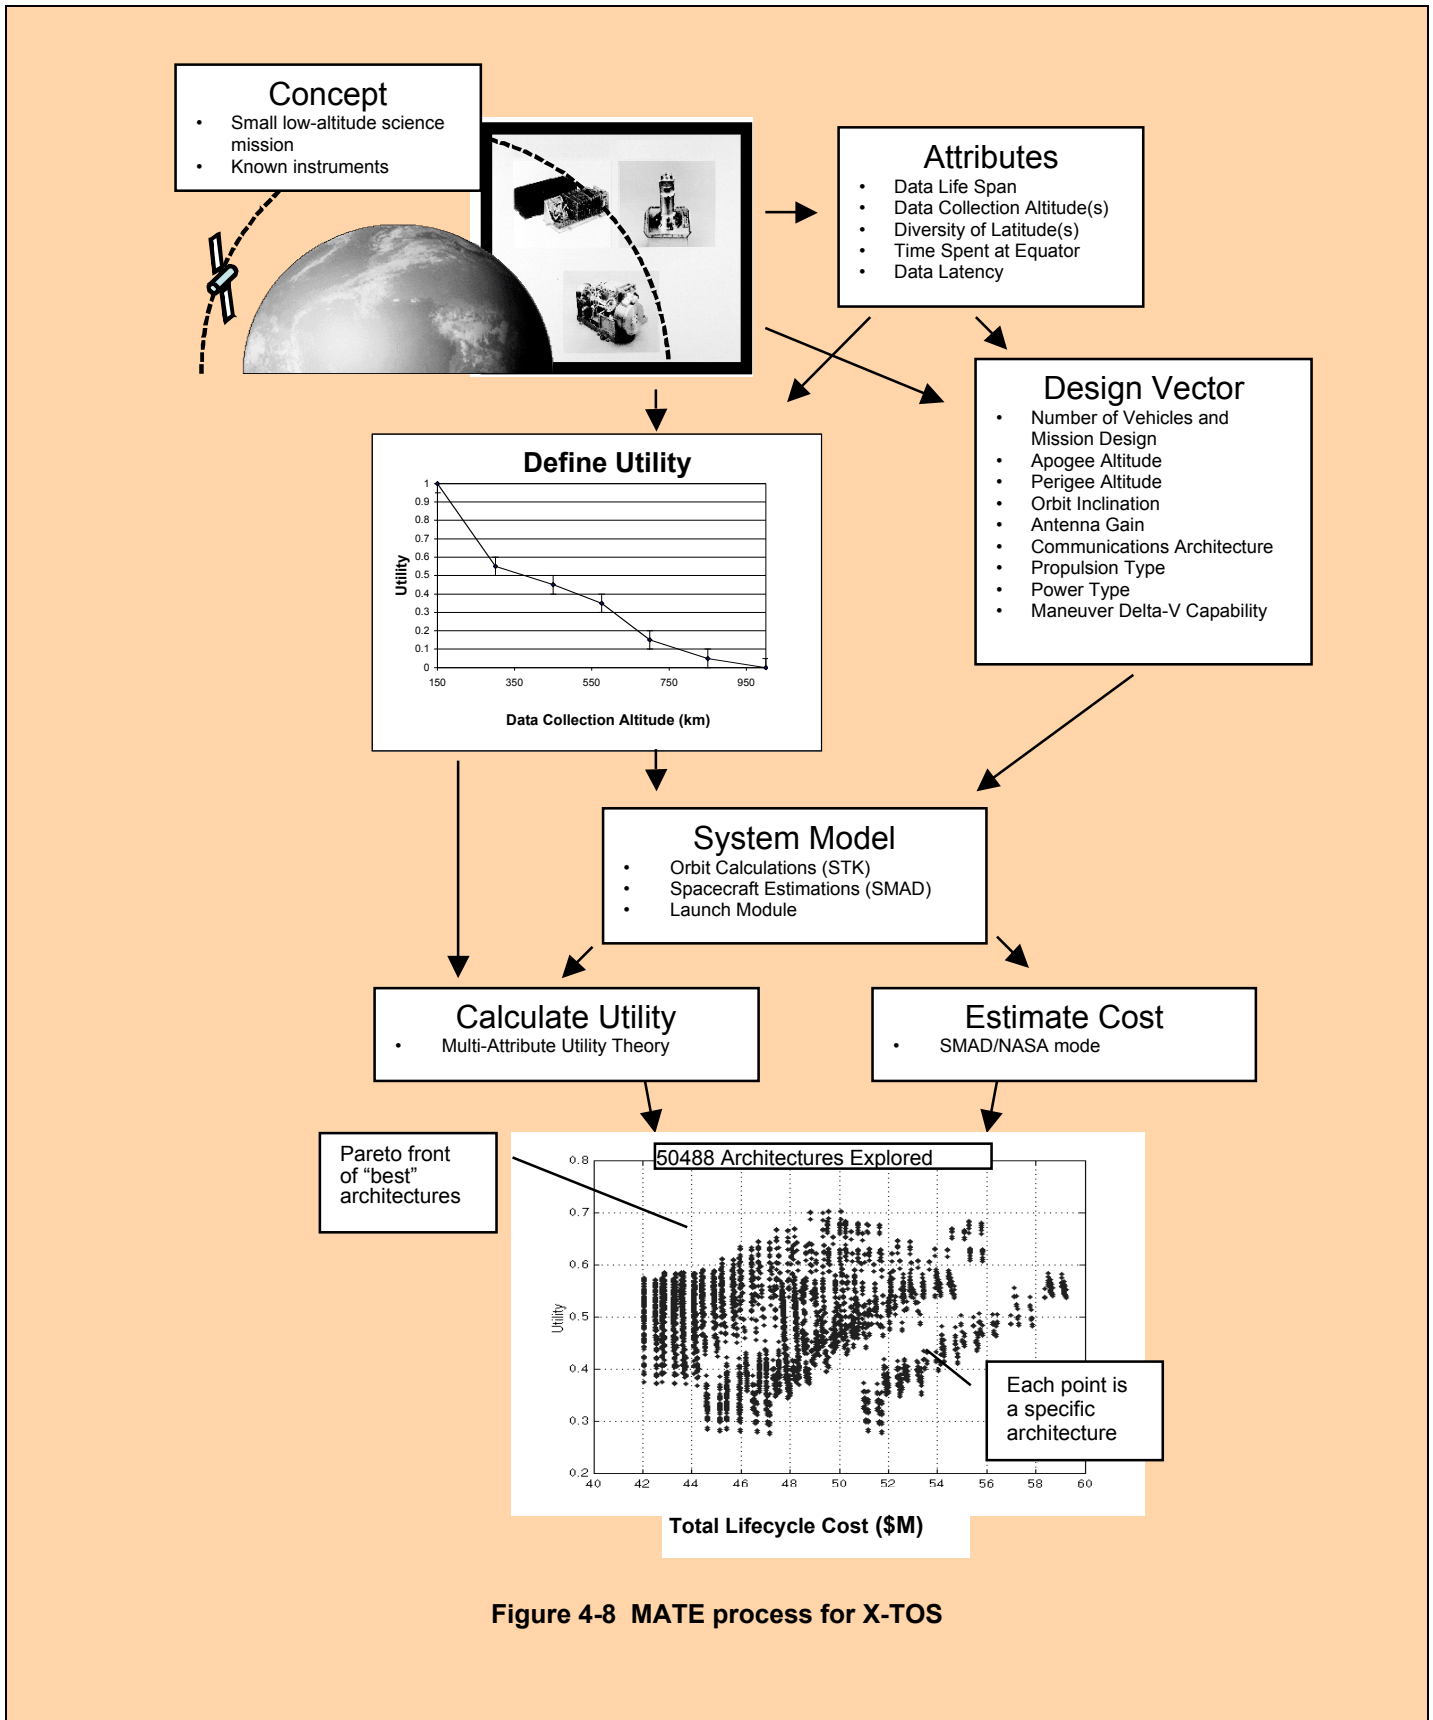 Concept
• Small low-altitude science
mission
• Known instruments
Attributes
• Data Life Span
• Data Collection Altitude(s)
• Diversity of Latitude(s)
• Time Spent at Equator
• Data Latency
Design Vector
• Number of Vehicles and
Mission Design
• Apogee Altitude
• Perigee Altitude
• Orbit Inclination
• Antenna Gain
• Communications Architecture
• Propulsion Type
• Power Type
• Maneuver Delta-V Capability
Define Utility
1
0.9
0.8
0.7
0.6
0.5
0.4
0.3
0.2
0.1
0
Utility
150 350 550 750 950
Data Collection Altitude (km)
System Model
• Orbit Calculations (STK)
• Spacecraft Estimations (SMAD)
• Launch Module
Calculate Utility
• Multi-Attribute Utility Theory
Estimate Cost
• SMAD/NASA mode
Pareto front
of “best”
architectures
50488 Architectures Explored
0.8
0.7
0.6
0.5
0.4
0.3
0.2
Utility
40 42 44 46 48 50 52 54 56 58 60
Each point is
a specific
architecture
Total Lifecycle Cost ($M)
Figure 4-8 MATE process for X-TOS